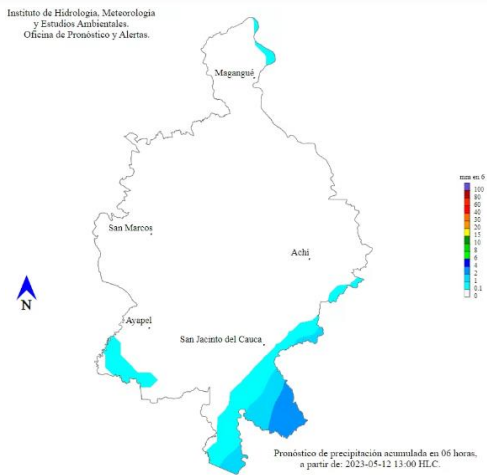 Instituto de Hidrologia, Meteorologia
y Estudios Ambientales.
Oficina de Pronóstico y Alertas.
Magangué
mm en 6
100
80
60
40
30
20
15
10
8
6
4
2
1
0.1
0
San Marcos
Achí
N
Ayapel
San Jacinto del Cauca
Pronóstico de precipitación acumulada en 06 horas,
a partir de: 2023-05-12 13:00 HLC.